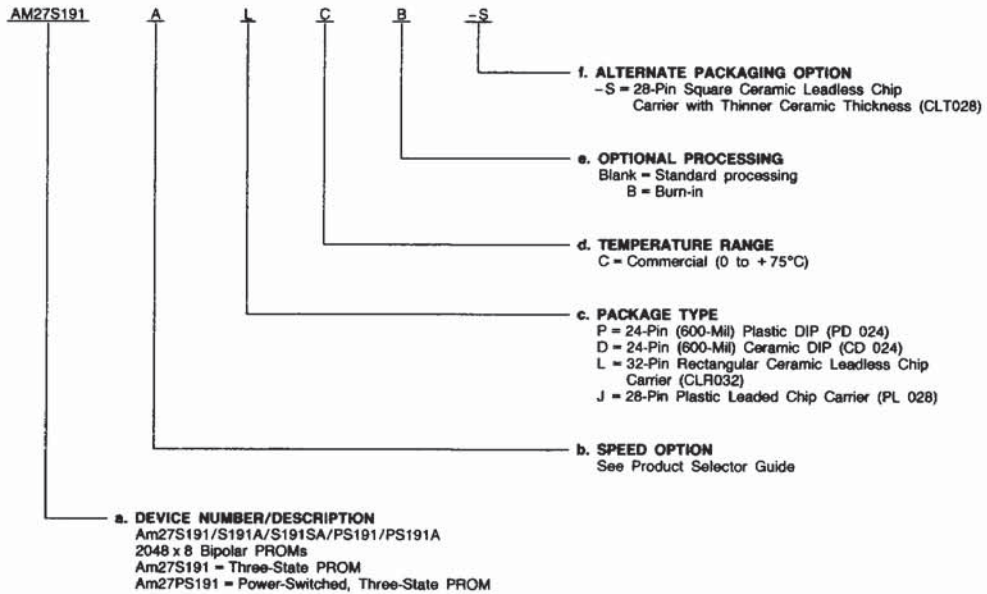 AM27S191 A L C B -S
f. ALTERNATE PACKAGING OPTION
-S = 28-Pin Square Ceramic Leadless Chip
Carrier with Thinner Ceramic Thickness (CLT028)
e. OPTIONAL PROCESSING
Blank = Standard processing
B = Burn-in
d. TEMPERATURE RANGE
C = Commercial (0 to +75°C)
c. PACKAGE TYPE
P = 24-Pin (600-Mil) Plastic DIP (PD 024)
D = 24-Pin (600-Mil) Ceramic DIP (CD 024)
L = 32-Pin Rectangular Ceramic Leadless Chip
Carrier (CLR032)
J = 28-Pin Plastic Leaded Chip Carrier (PL 028)
b. SPEED OPTION
See Product Selector Guide
a. DEVICE NUMBER/DESCRIPTION
Am27S191/S191A/S191SA/PS191/PS191A
2048 x 8 Bipolar PROMs
Am27S191 = Three-State PROM
Am27PS191 = Power-Switched, Three-State PROM